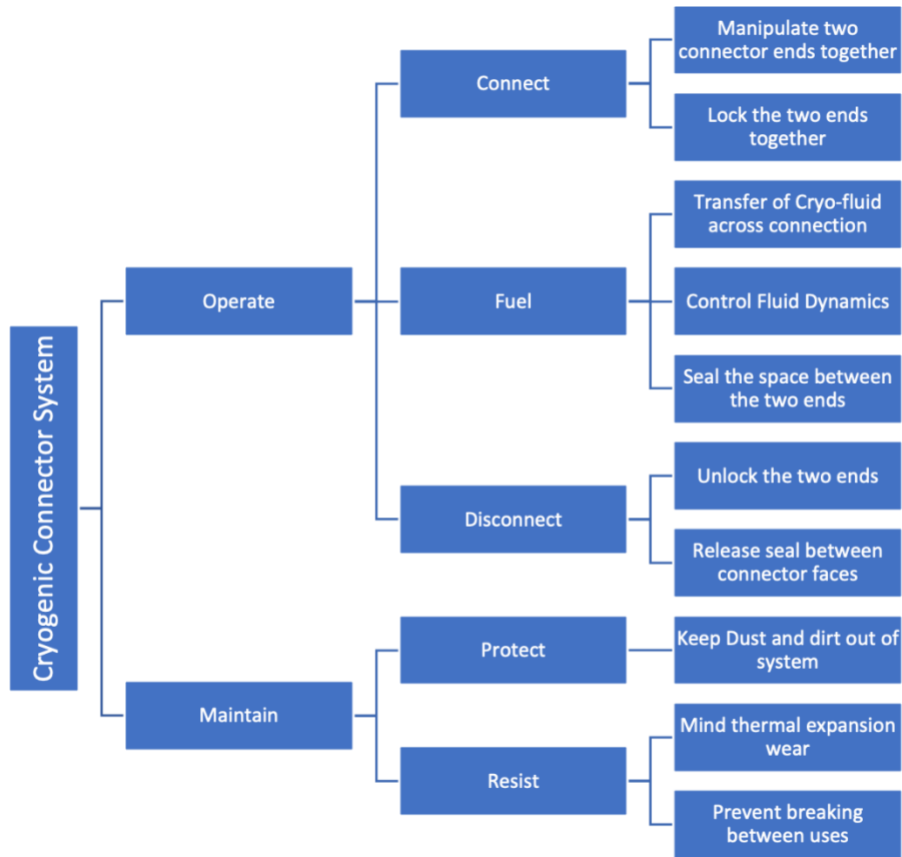 Cryogenic Connector System
Operate
Connect
Manipulate two
connector ends together
Lock the two ends
together
Fuel
Transfer of Cryo-fluid
across connection
Control Fluid Dynamics
Seal the space between
the two ends
Disconnect
Unlock the two ends
Release seal between
connector faces
Maintain
Protect
Keep Dust and dirt out of
system
Resist
Mind thermal expansion
wear
Prevent breaking
between uses